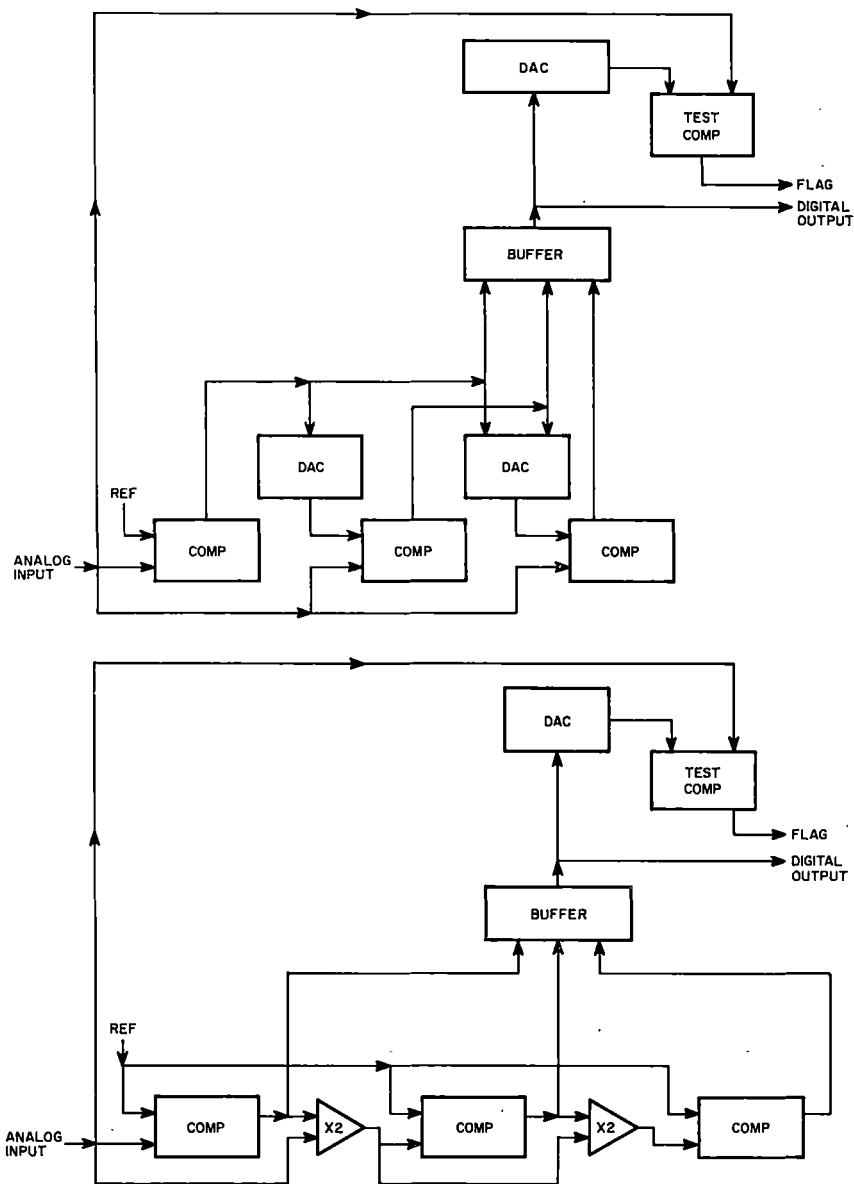 DAC
TEST
COMP
FLAG
DIGITAL
OUTPUT
BUFFER
DAC
DAC
REF
COMP
COMP
COMP
ANALOG
INPUT
DAC
TEST
COMP
FLAG
DIGITAL
OUTPUT
BUFFER
REF
COMP
X2
COMP
X2
COMP
ANALOG
INPUT